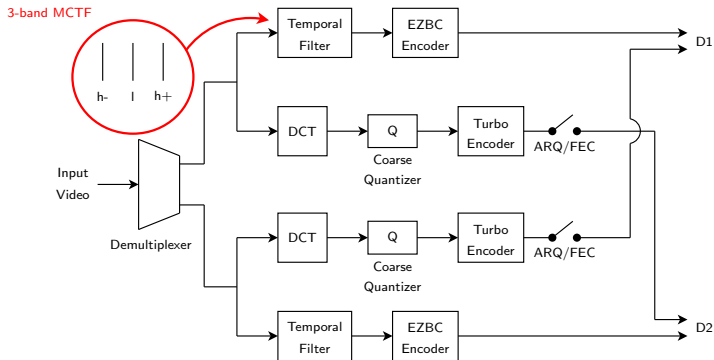 3-band MCTF
h-
l
h+
Temporal
Filter
EZBC
Encoder
D1
DCT
Q
Coarse
Quantizer
Turbo
Encoder
ARQ/FEC
Input
Video
Demultiplexer
DCT
Q
Coarse
Quantizer
Turbo
Encoder
ARQ/FEC
Temporal
Filter
EZBC
Encoder
D2